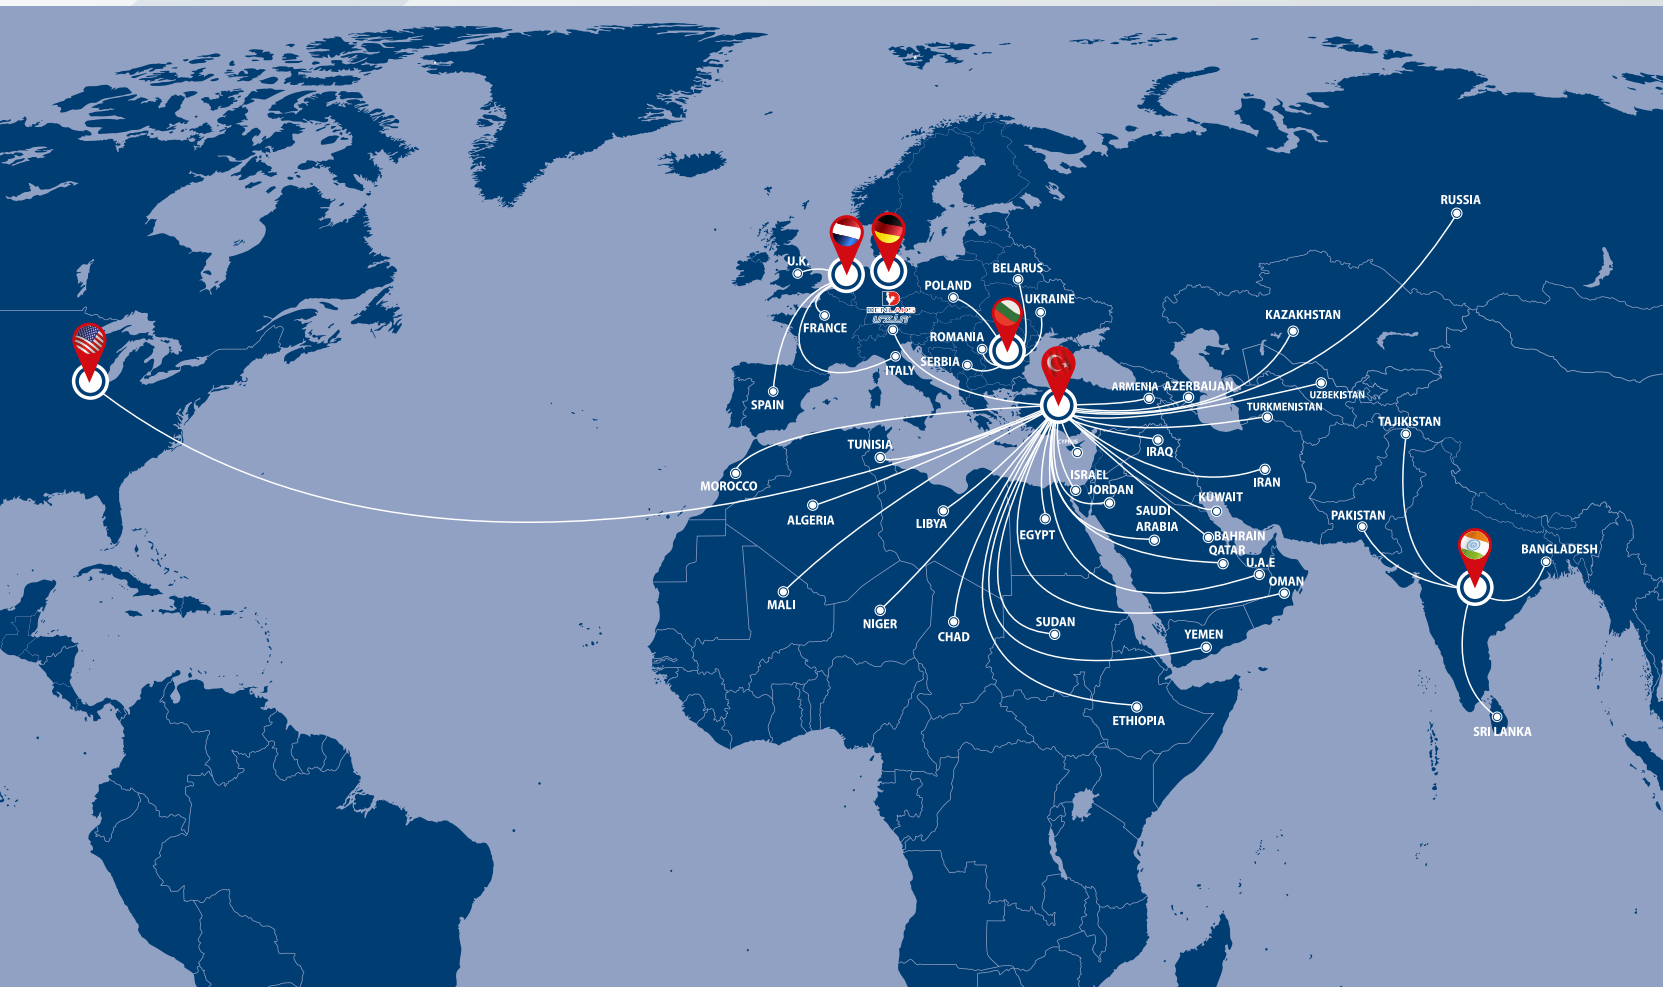 RUSSIA
U.K.
BELARUS
POLAND
UKRAINE
FRANCE
KAZAKHSTAN
ROMANIA
SERBIA
ITALY
ARMENIA
AZERBAIJAN
UZBEKISTAN
SPAIN
TURKMENISTAN
TAJIKISTAN
CYPRUS
TUNISIA
IRAQ
ISRAEL
IRAN
MOROCCO
JORDAN
KUWAIT
ALGERIA
LIBYA
SAUDI
ARABIA
PAKISTAN
EGYPT
BAHRAIN
QATAR
BANGLADESH
U.A.E
OMAN
MALI
NIGER
CHAD
SUDAN
YEMEN
ETHIOPIA
SRI LANKA